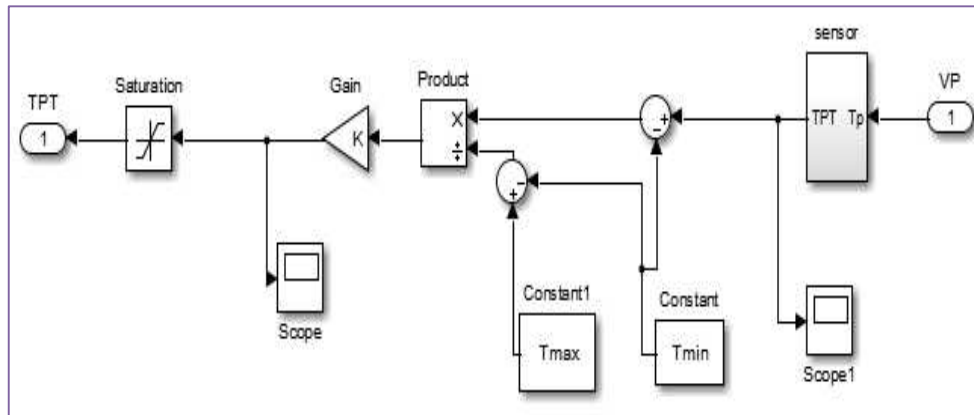 sensor
TPT
Saturation
Gain
Product
VP
1
K
X
÷
+
−
TPT Tp
1
−
+
Constant1
Constant
Scope
Tmax
Tmin
Scope1